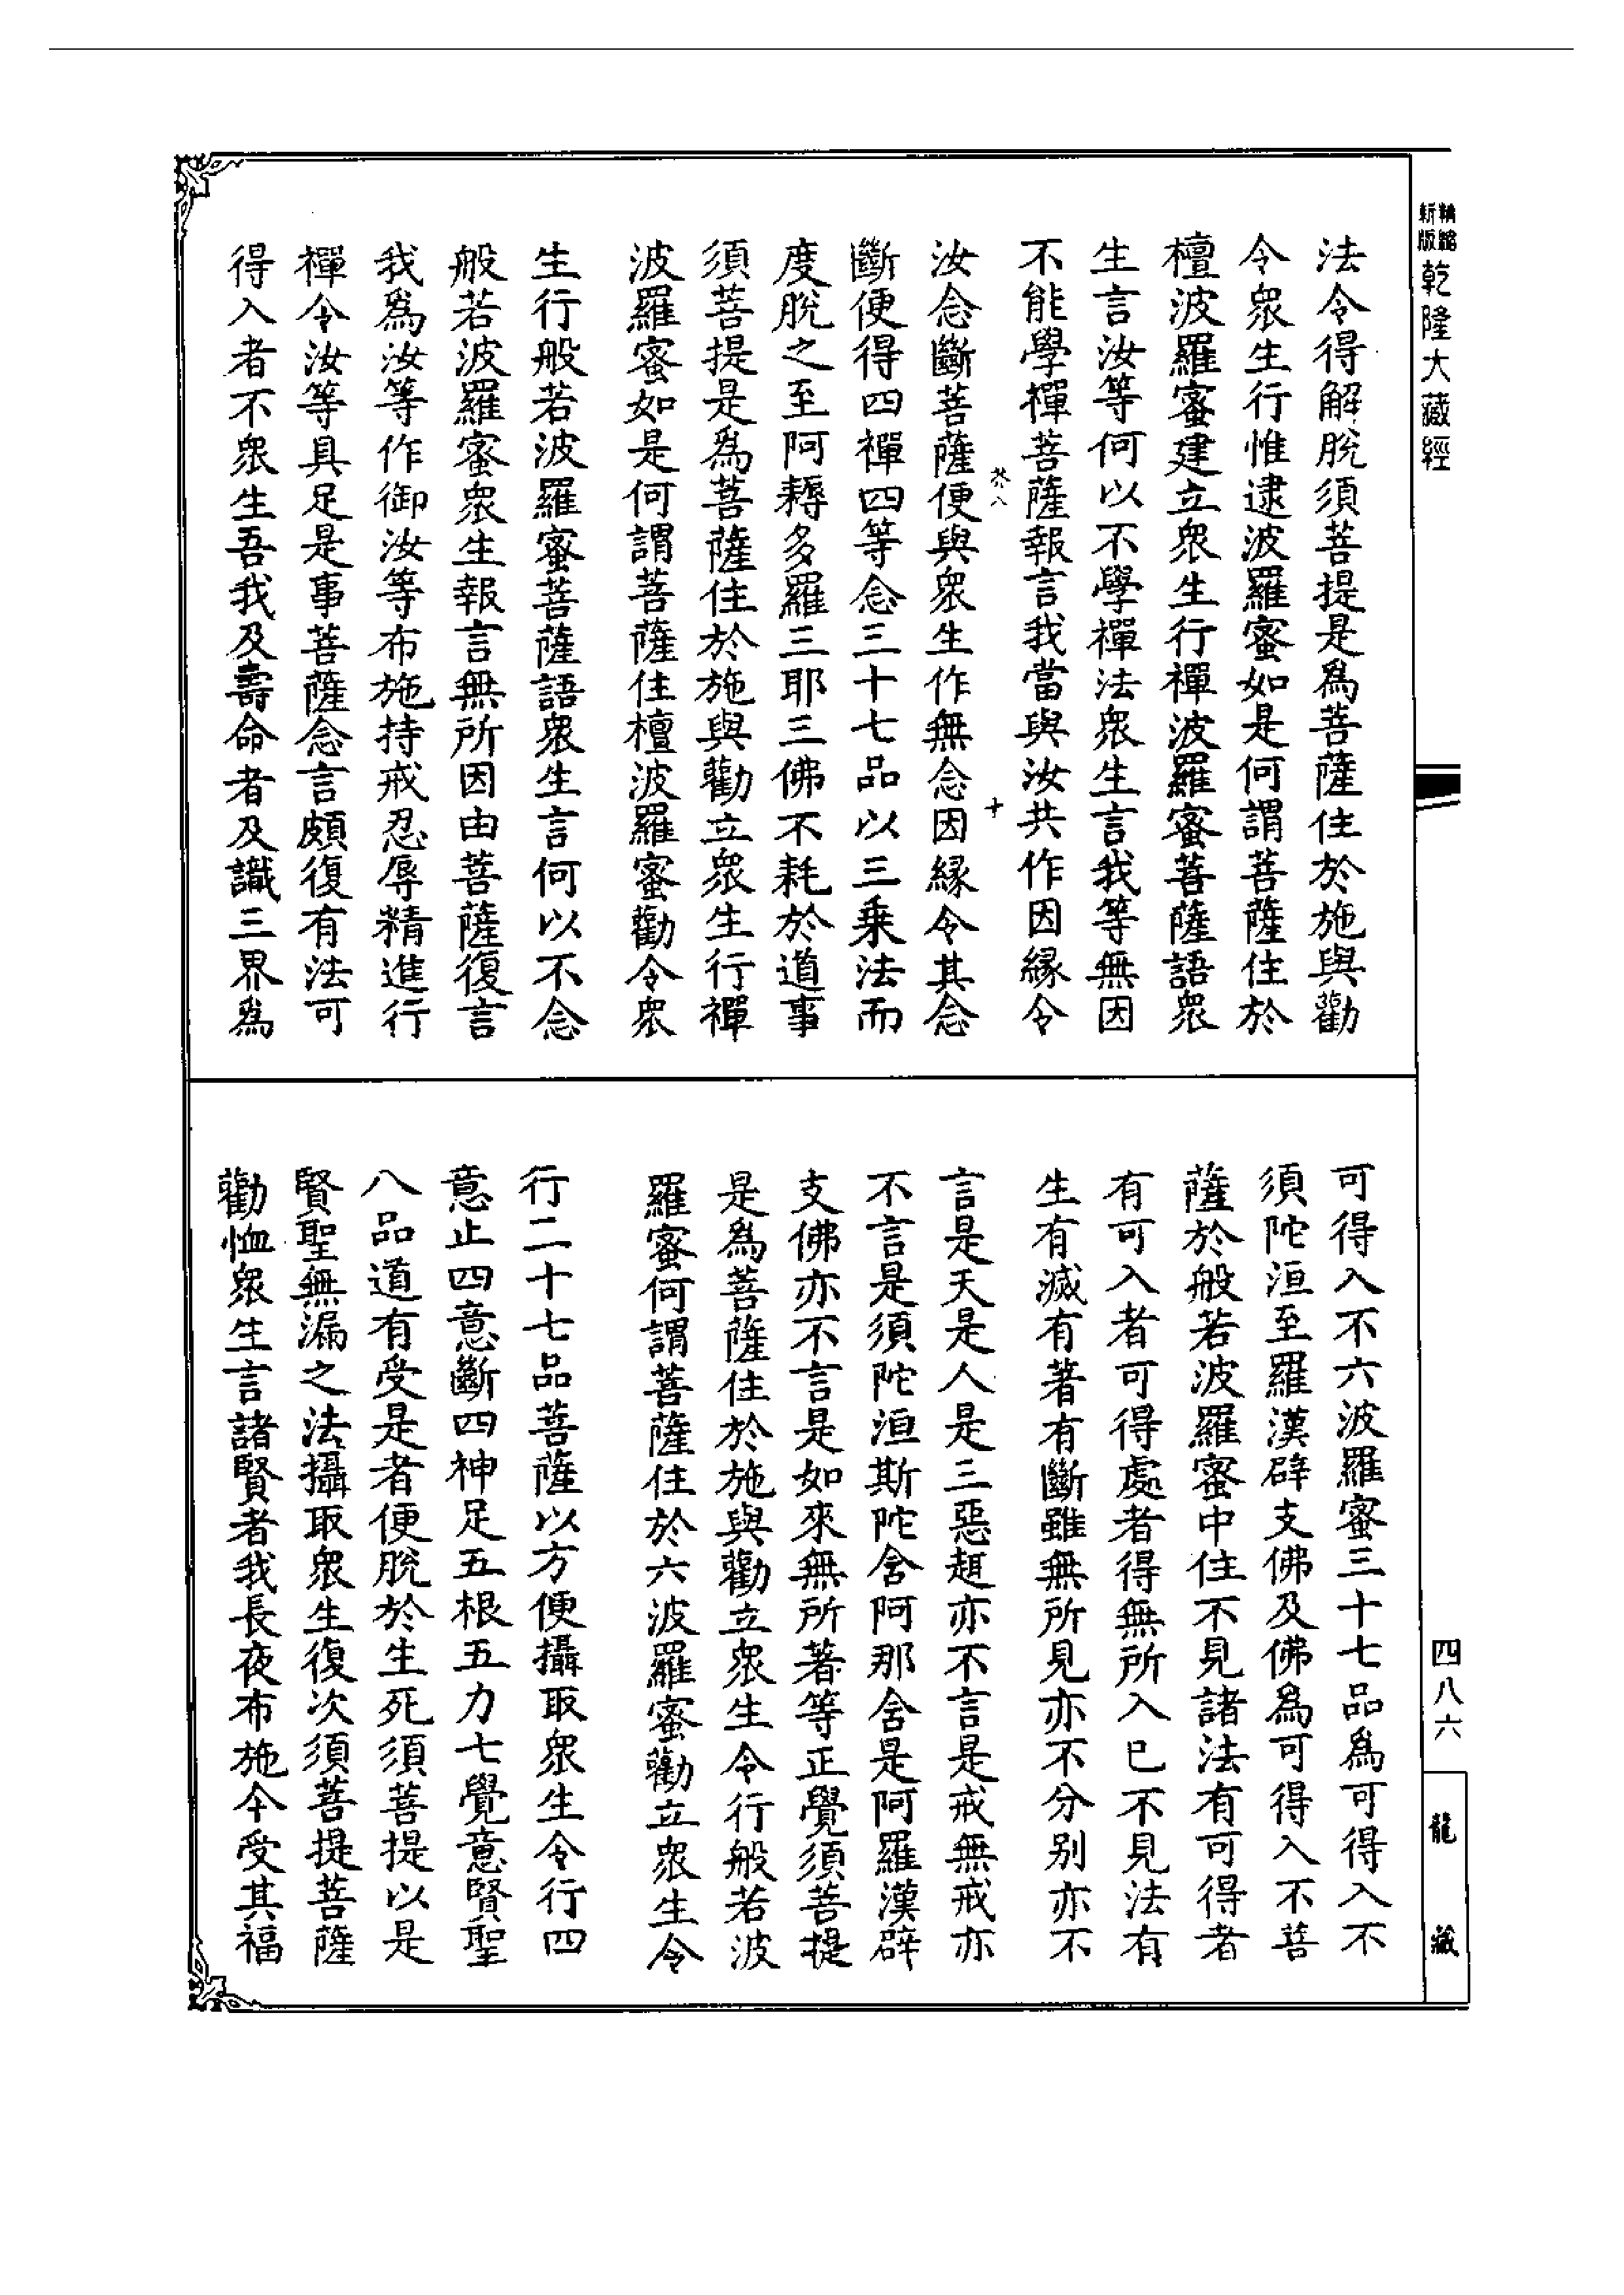 精縮新版乾隆大藏經
法令得解脫須菩提是為菩薩住於施與勸
令眾生行惟逮波羅蜜如是何謂菩薩住於
檀波羅蜜建立眾生行禪波羅蜜菩薩語眾
生言汝等何以不學禪法眾生言我等無因
不能學禪菩薩報言我當與汝共作因緣令
汝念斷菩薩便與眾生作無念因緣令其念
斷便得四禪四等念三十七品以三乘法而
度脫之至阿耨多羅三耶三佛不耗於道事
須菩提是為菩薩住於施與勸立眾生行禪
波羅蜜如是何謂菩薩住檀波羅蜜勸令眾
生行般若波羅蜜菩薩語眾生言何以不念
般若波羅蜜眾生報言無所因由菩薩復言
我為汝等作御汝等布施持戒忍辱精進行
禪令汝等具足是事菩薩念言頗復有法可
得入者不眾生吾我及壽命者及識三界為
可得入不六波羅蜜三十七品為可得入不
須陀洹至羅漢辟支佛及佛為可得入不菩
薩於般若波羅蜜中住不見諸法有可得者
有可入者可得處者得無所入已不見法有
生有滅有著有斷雖無所見亦不分別亦不
言是天是人是三惡趣亦不言是戒無戒亦
不言是須陀洹斯陀含阿那含是阿羅漢辟
支佛亦不言是如來無所著等正覺須菩提
是為菩薩住於施與勸立眾生令行般若波
羅蜜何謂菩薩住於六波羅蜜勸立眾生令
行二十七品菩薩以方便攝取眾生令行四
意止四意斷四神足五根五力七覺意賢聖
八品道有受是者便脫於生死須菩提以是
賢聖無漏之法攝取眾生復次須菩提菩薩
勸恤眾生言諸賢者我長夜布施今受其福
四八六
龍藏
十